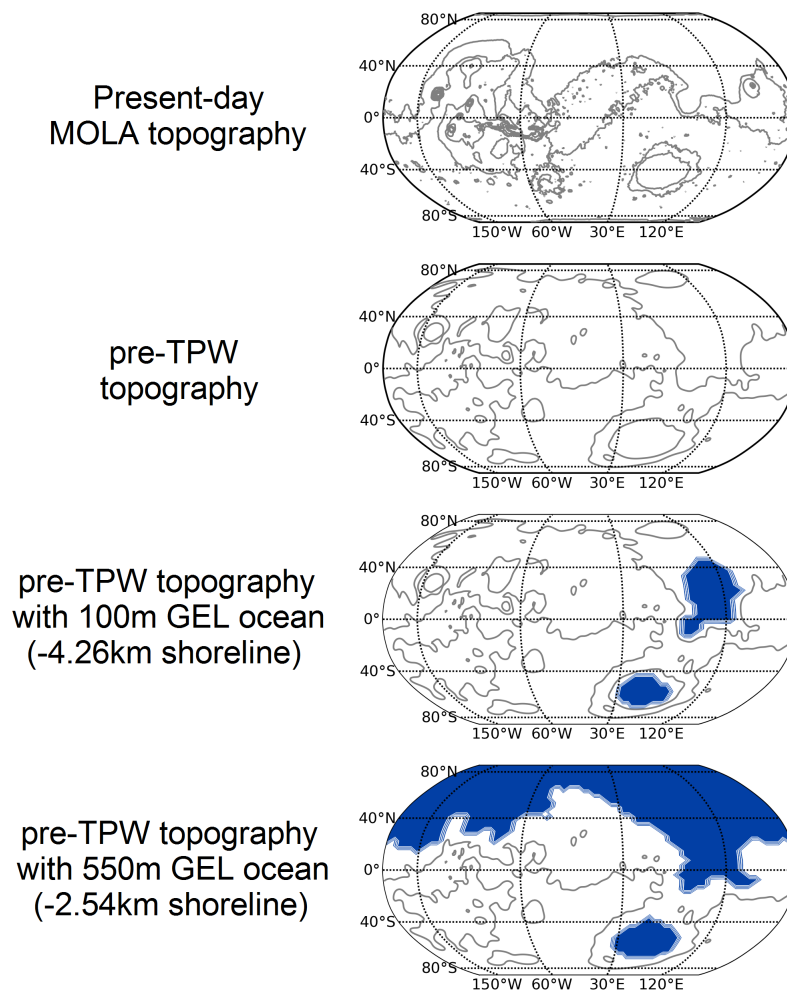 80°N
40°N
Present-day
0°
MOLA topography
40°S
80°S
150°W 60°W 30°E 120°E
80°N
40°N
pre-TPW
0°
topography
40°S
80°S
150°W 60°W 30°E 120°E
80°N
pre-TPW topography
40°N
with 100m GEL ocean
0°
(-4.26km shoreline)
40°S
80°S
150°W 60°W 30°E 120°E
80°N
pre-TPW topography
40°N
with 550m GEL ocean
0°
(-2.54km shoreline)
40°S
80°S
150°W 60°W 30°E 120°E